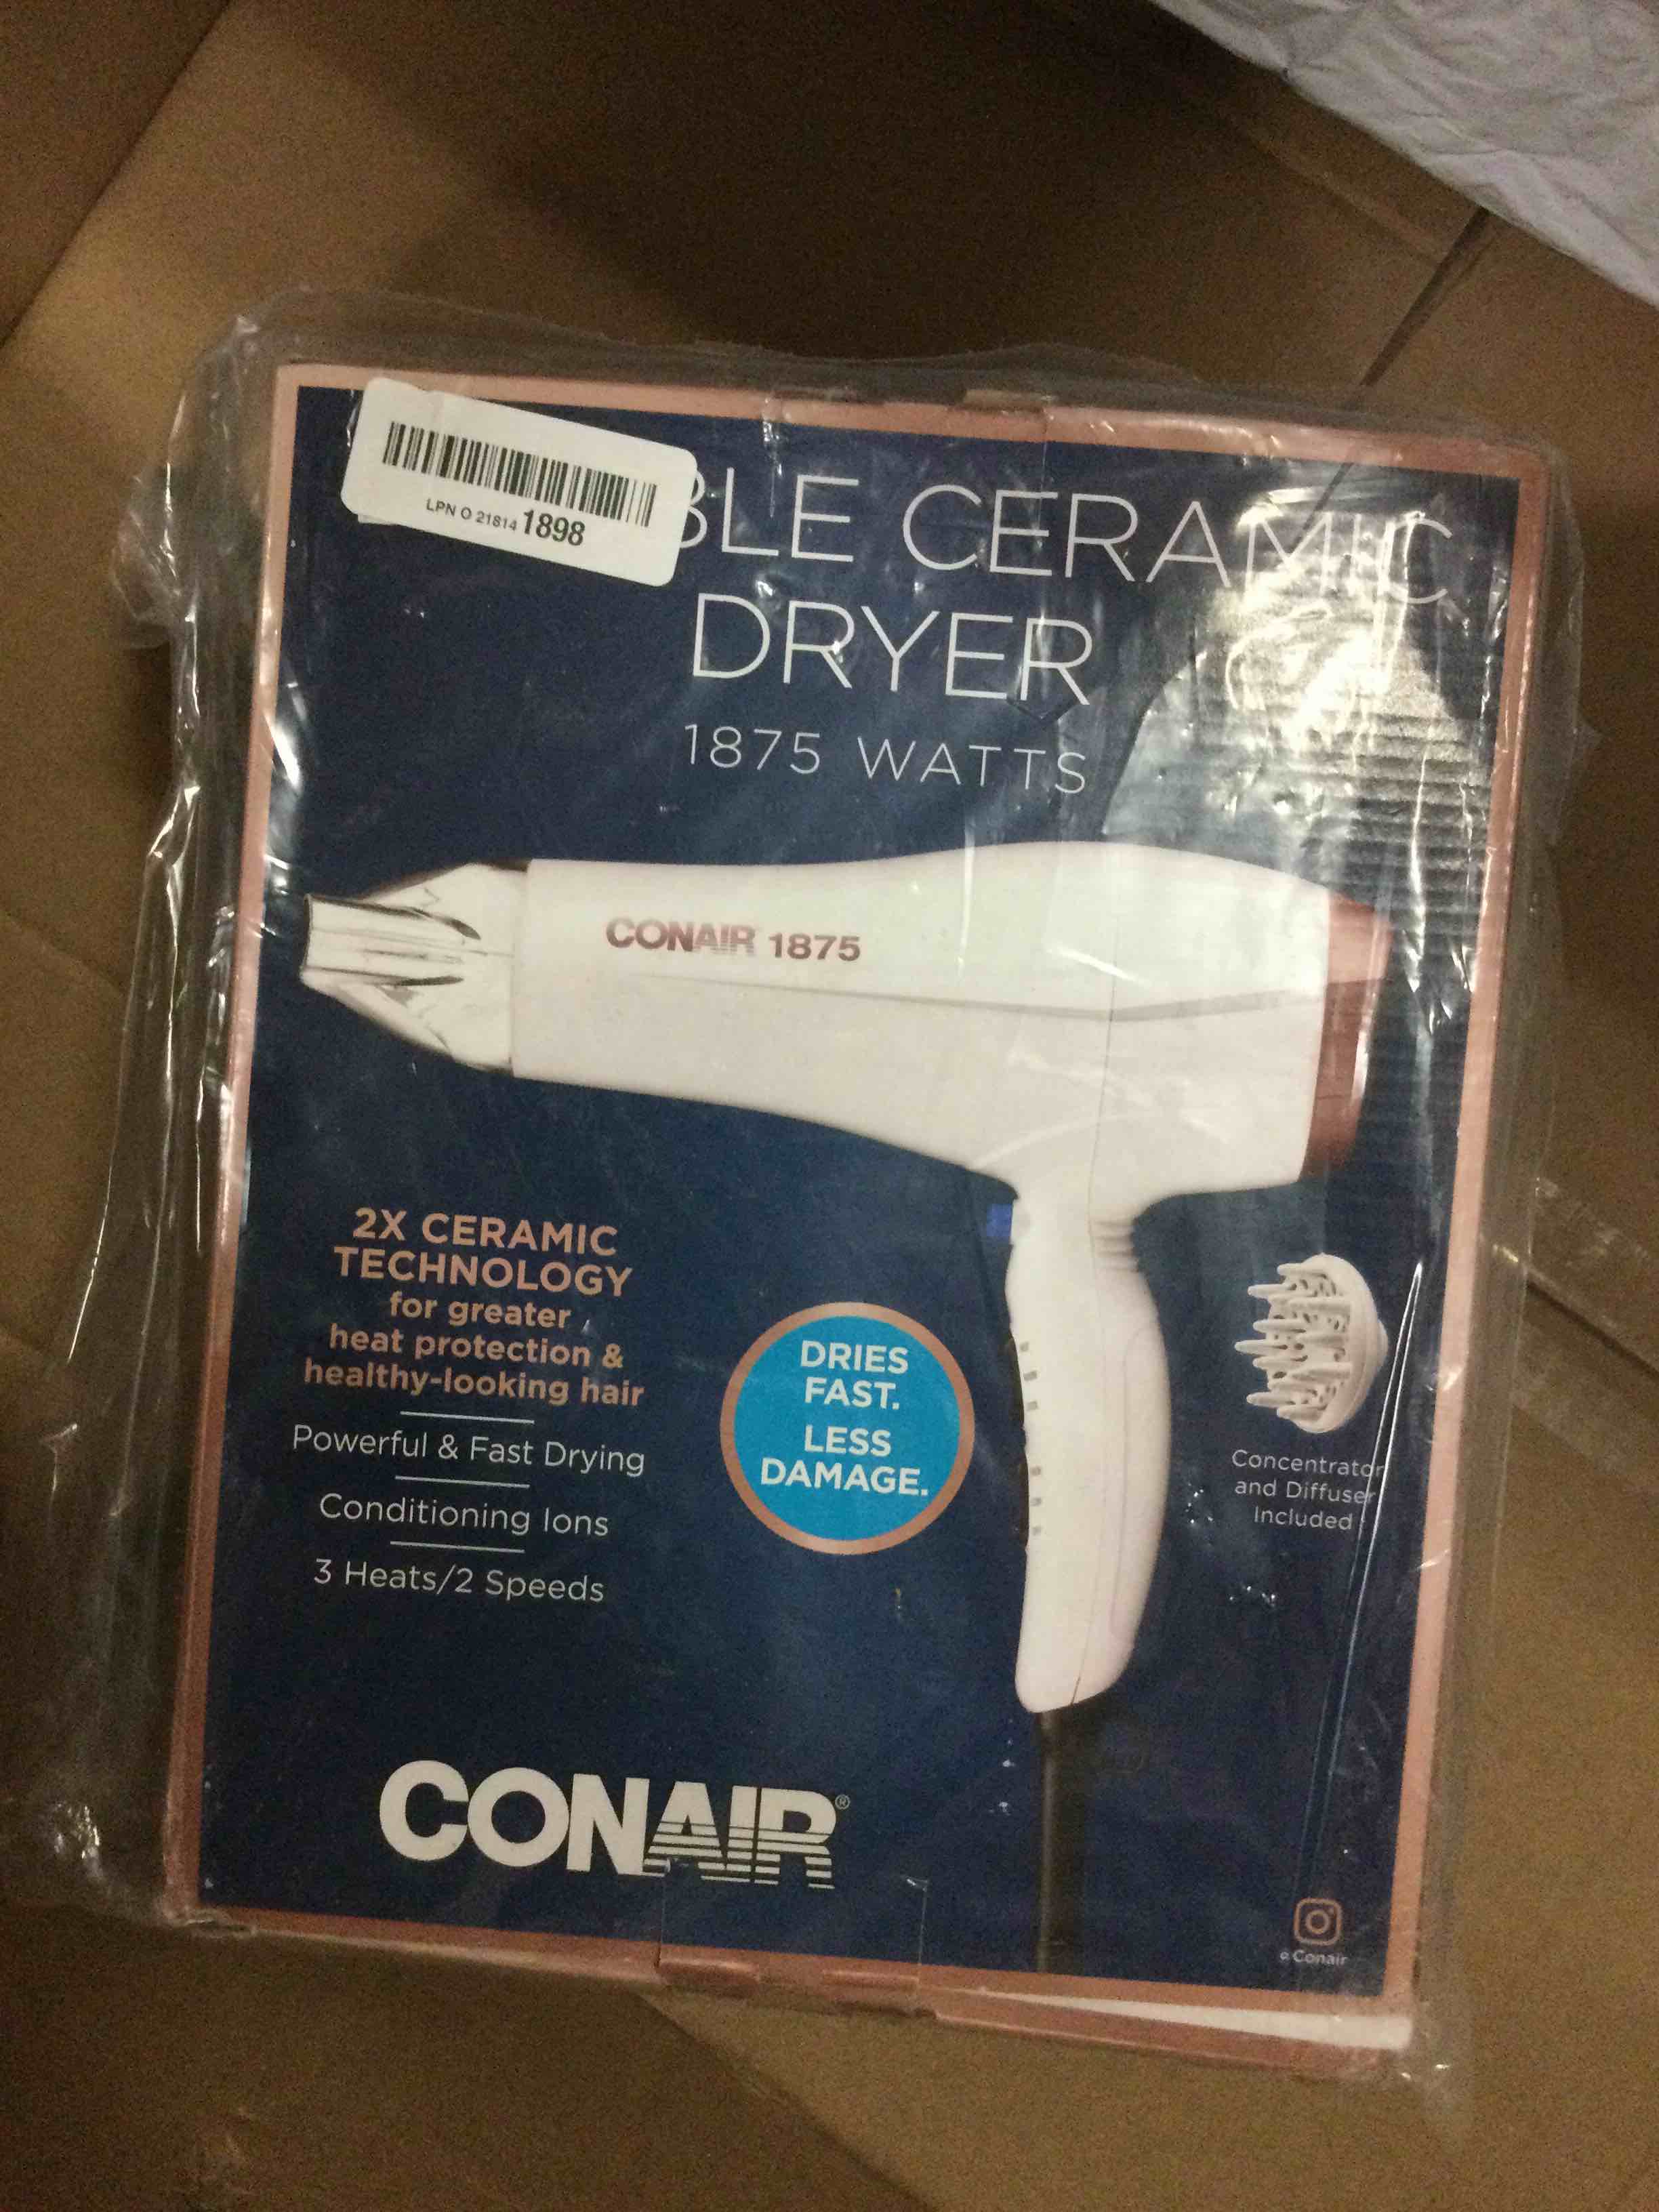 LPN O 21814 1898
BLE CERAMIC
DRYER
1875 WATTS
CONAIR 1875
2X CERAMIC
TECHNOLOGY
for greater
heat protection &
healthy-looking hair
Powerful & Fast Drying
Conditioning Ions
3 Heats/2 Speeds
DRIES
FAST.
LESS
DAMAGE.
Concentrator
and Diffuser
Included
CONAIR®
@Conair